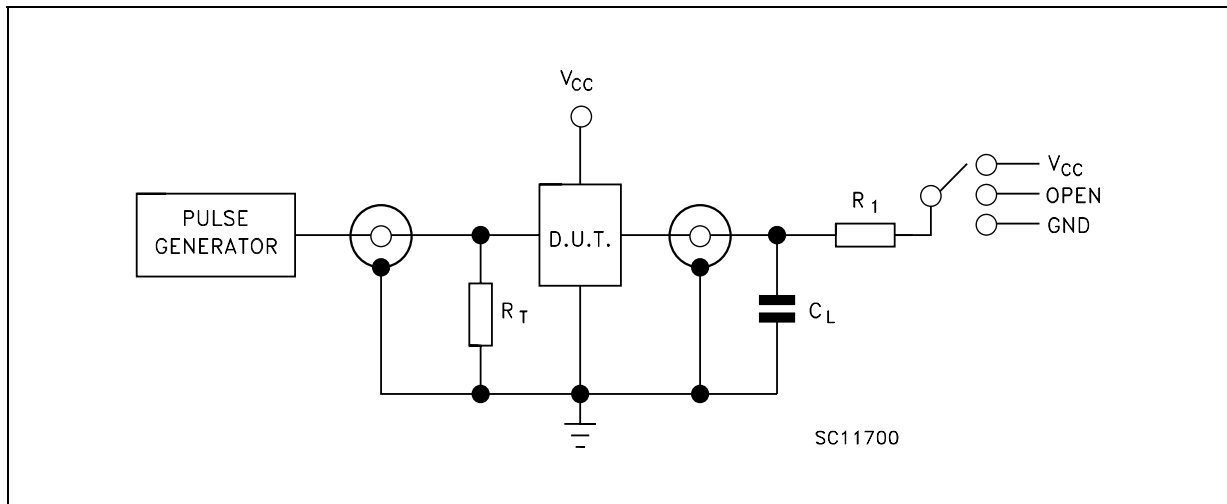 VCC
PULSE
GENERATOR
D.U.T.
RT
CL
R1
VCC
OPEN
GND
SC11700